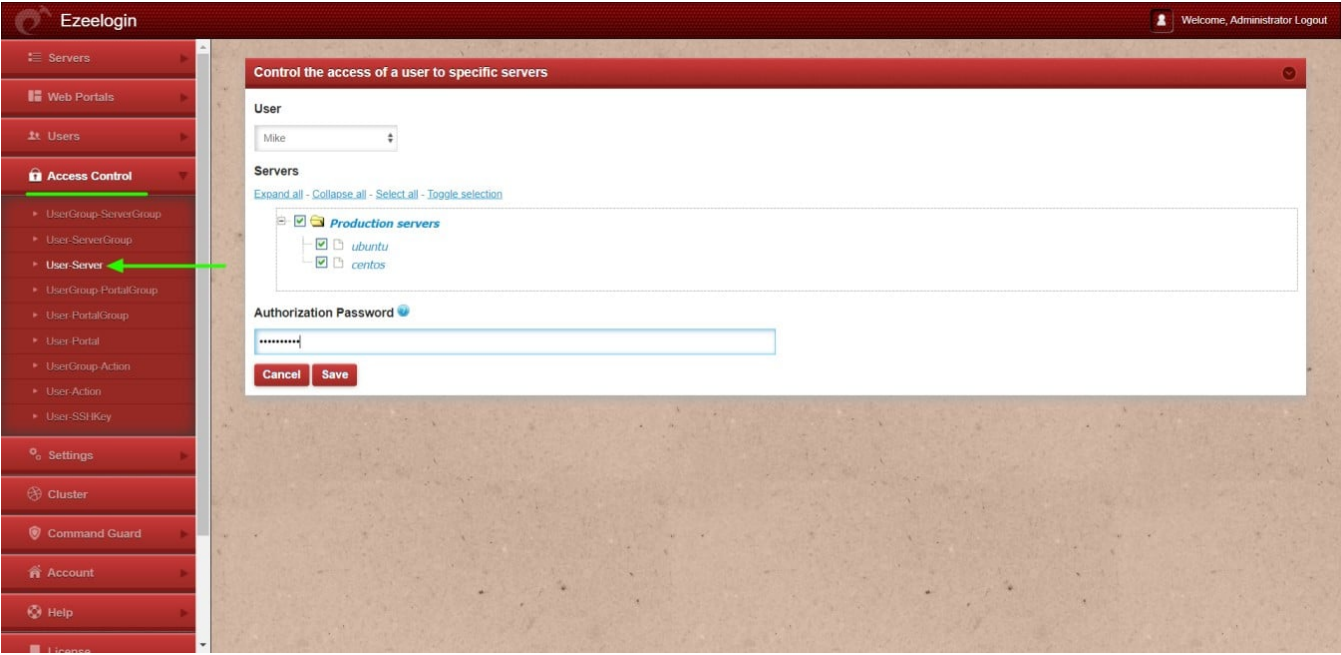 Ezeelogin
Welcome, Administrator Logout
Servers
Web Portals
Users
Access Control
UserGroup-ServerGroup
User-ServerGroup
User-Server
UserGroup-PortalGroup
User-PortalGroup
User-Portal
UserGroup-Action
User-Action
User-SSHKey
Settings
Cluster
Command Guard
Account
Help
License
Control the access of a user to specific servers
User
Mike
Servers
Expand all - Collapse all - Select all - Toggle selection
Production servers
ubuntu
centos
Authorization Password
••••••••••
Cancel Save